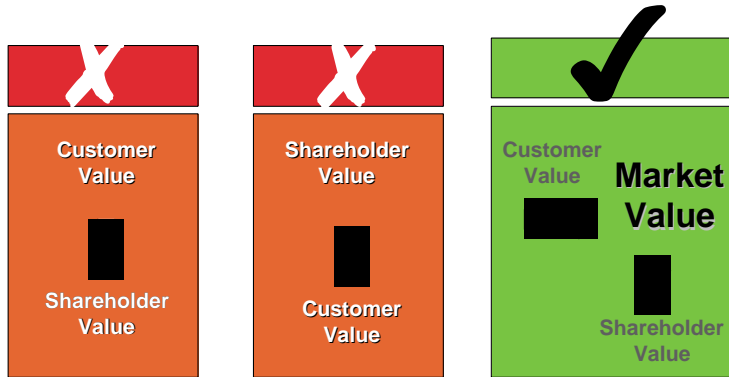 Customer
Value
Shareholder
Value
Shareholder
Value
Customer
Value
Customer
Value
Market
Value
Shareholder
Value